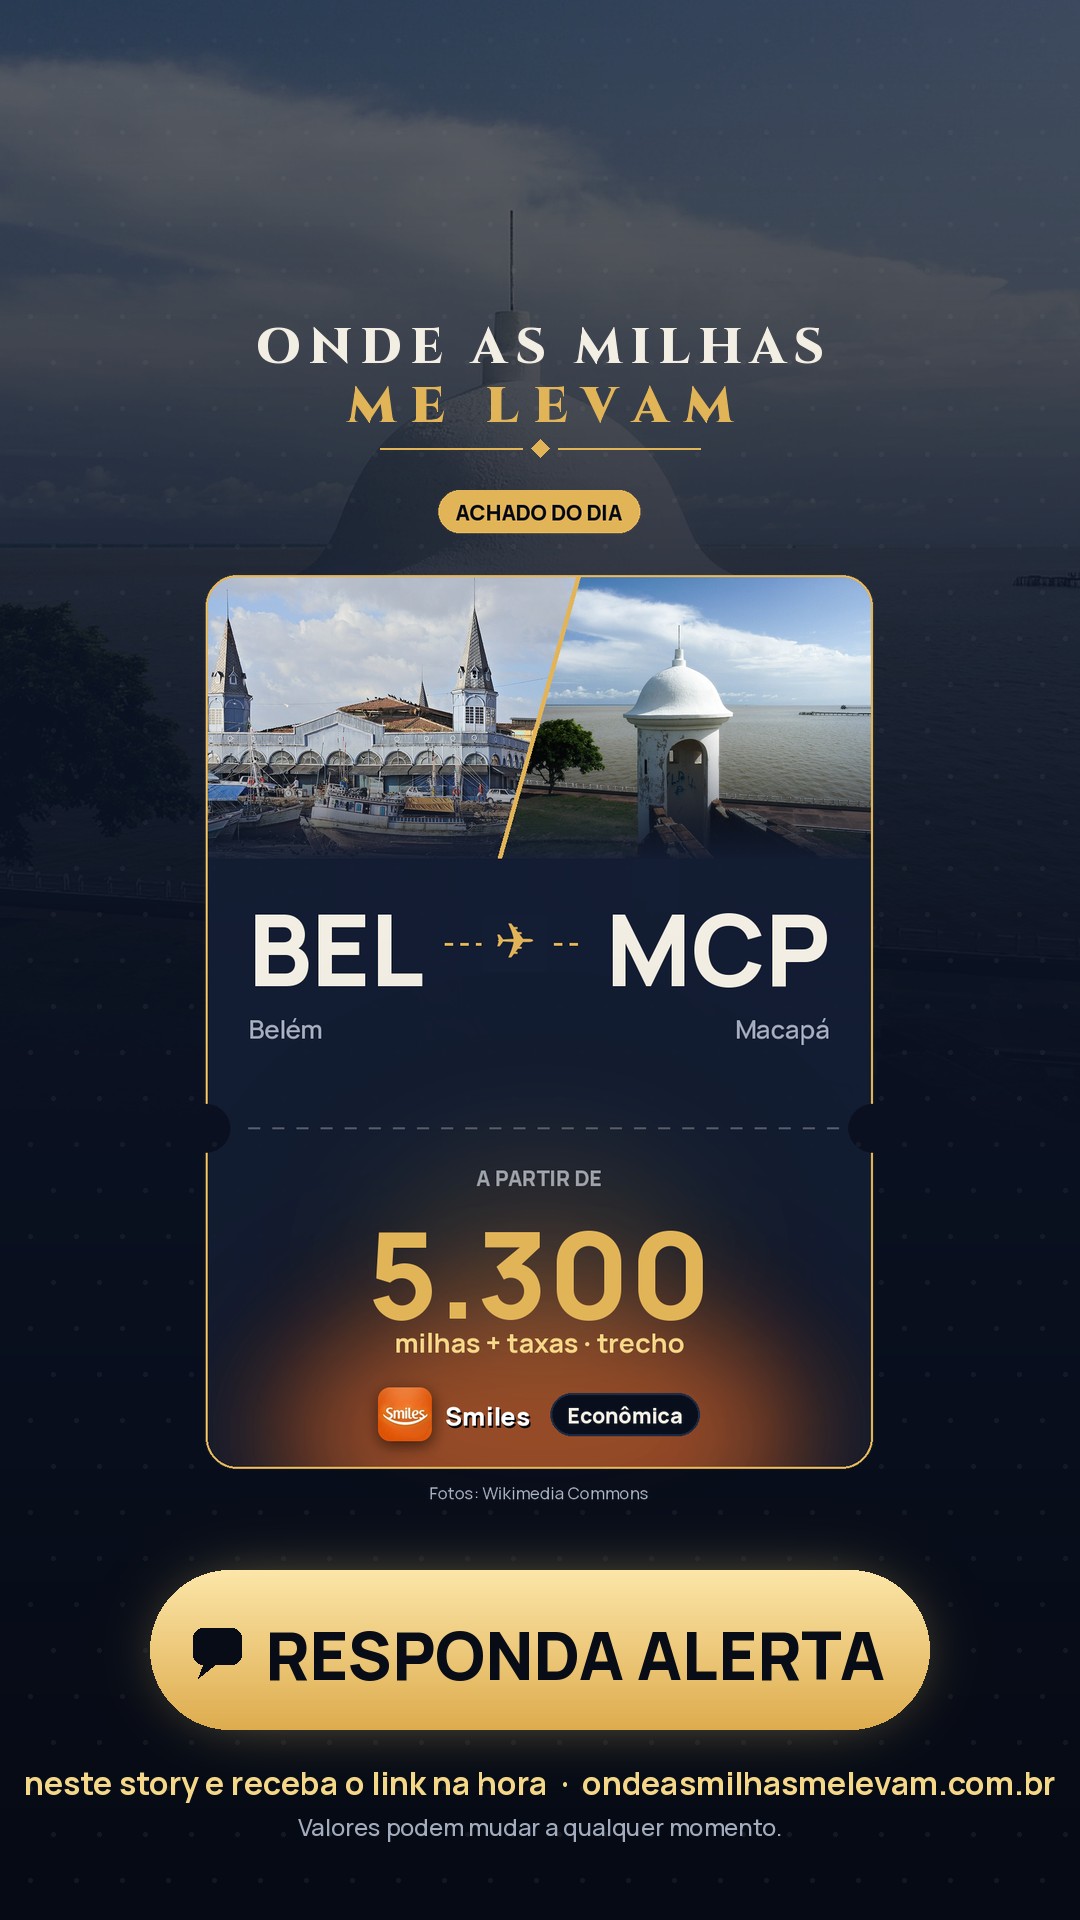 ONDE AS MILHAS
ME LEVAM
ACHADO DO DIA
BEL ✈ MCP
Belém Macapá
A PARTIR DE
5.300
milhas + taxas · trecho
Smiles Smiles Econômica
Fotos: Wikimedia Commons
RESPONDA ALERTA
neste story e receba o link na hora · ondeasmilhasmelevam.com.br
Valores podem mudar a qualquer momento.